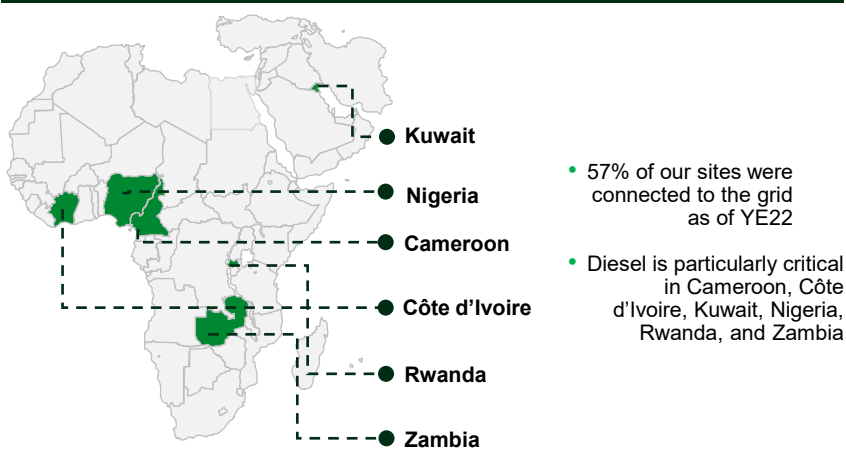 Kuwait
Nigeria
Cameroon
Côte d’Ivoire
Rwanda
Zambia
• 57% of our sites were
connected to the grid
as of YE22
• Diesel is particularly critical
in Cameroon, Côte
d’Ivoire, Kuwait, Nigeria,
Rwanda, and Zambia